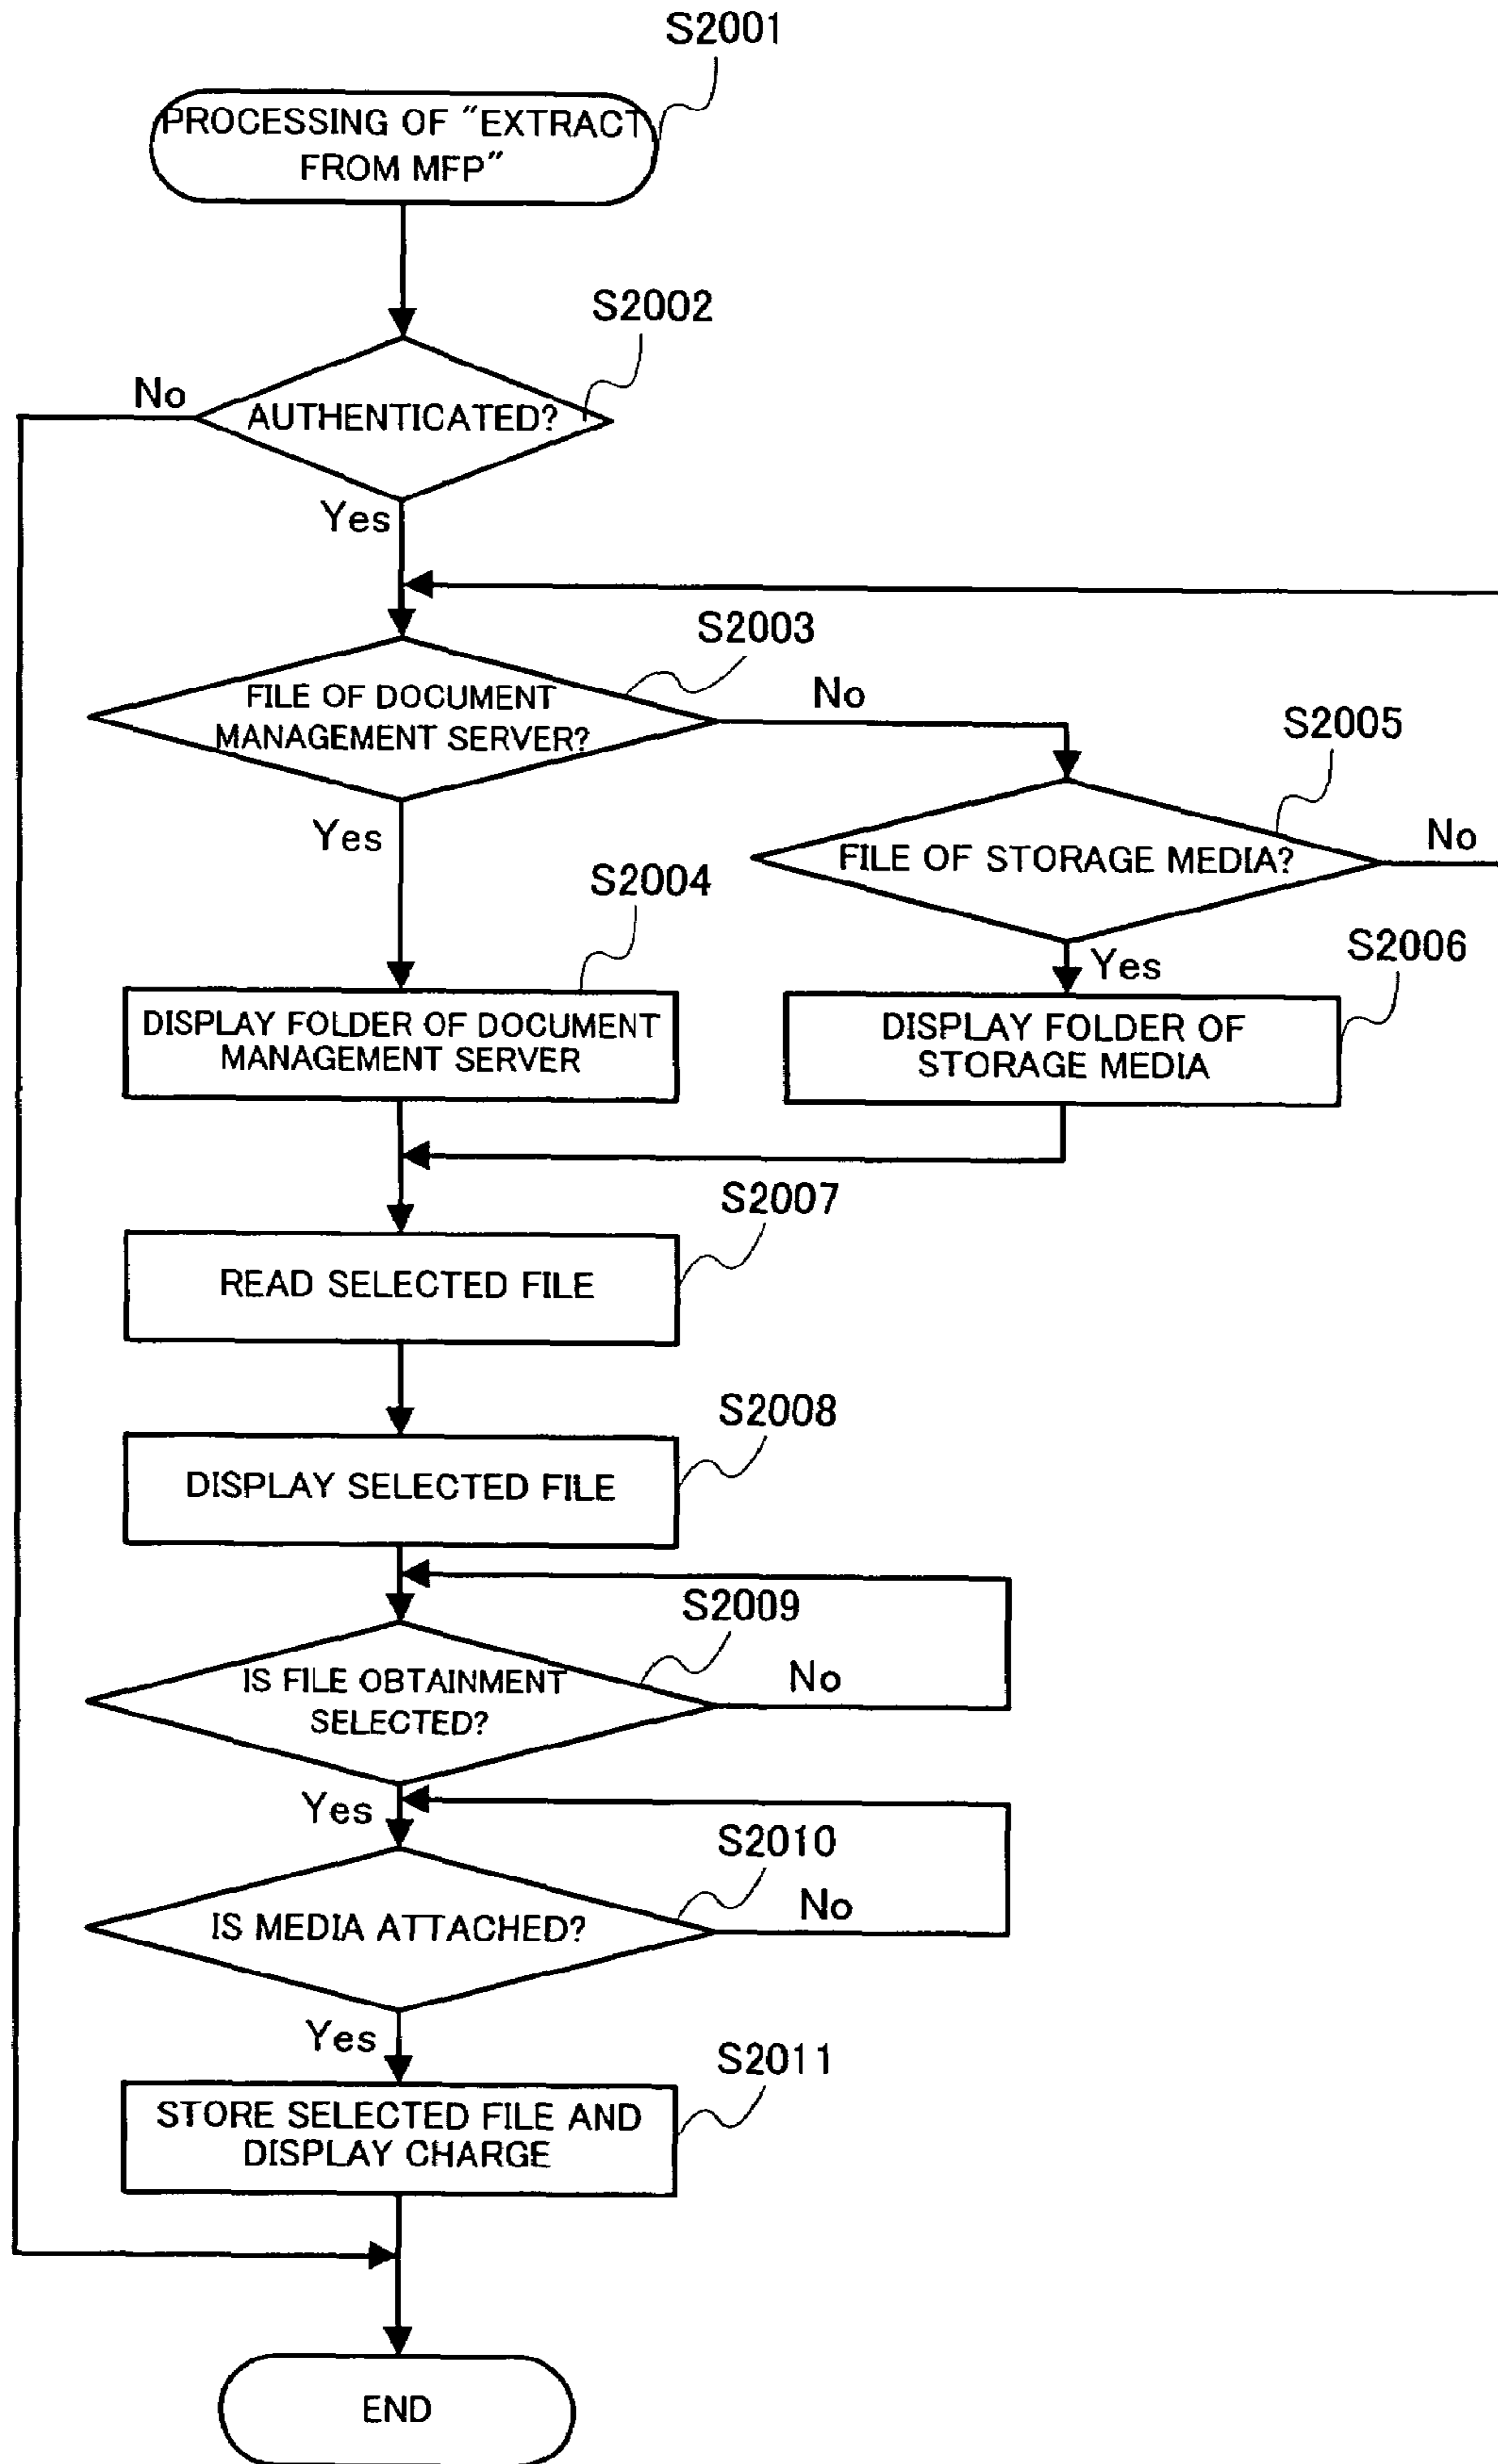 S2001
PROCESSING OF "EXTRACT
FROM MFP"
S2002
No
AUTHENTICATED?
Yes
S2003
FILE OF DOCUMENT
MANAGEMENT SERVER?
No
S2005
Yes
FILE OF STORAGE MEDIA?
No
S2004
S2006
Yes
DISPLAY FOLDER OF DOCUMENT
MANAGEMENT SERVER
DISPLAY FOLDER OF
STORAGE MEDIA
S2007
READ SELECTED FILE
S2008
DISPLAY SELECTED FILE
S2009
IS FILE OBTAINMENT
SELECTED?
No
Yes
S2010
IS MEDIA ATTACHED?
No
Yes
S2011
STORE SELECTED FILE AND
DISPLAY CHARGE
END